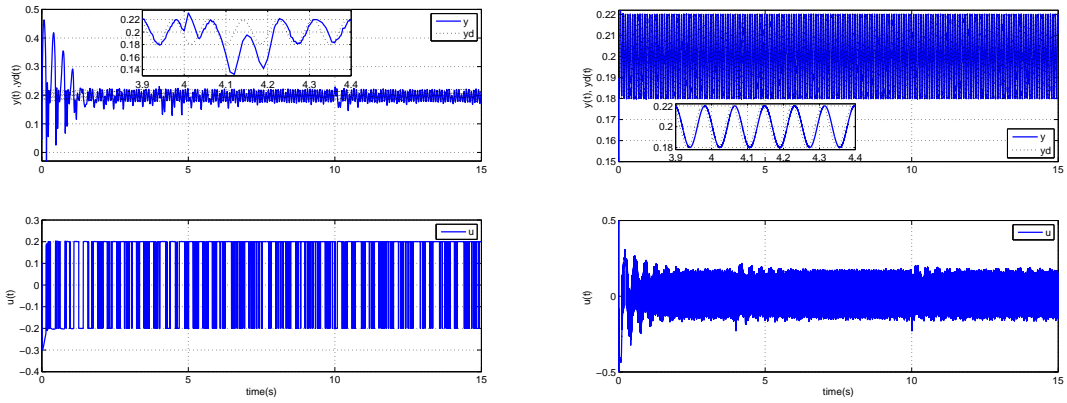 y(t) ,yd(t)
0.5
0.4
0.3
0.2
0.1
0
0 5 10 15
0.22
0.2
0.18
0.16
0.14
3.9 4 4.1 4.2 4.3 4.4
y
yd
y(t), yd(t)
0.22
0.21
0.2
0.19
0.18
0.17
0.16
0.15
0 5 10 15
0.22
0.2
0.18
3.9 4 4.1 4.2 4.3 4.4
y
yd
u(t)
0.3
0.2
0.1
0
−0.1
−0.2
−0.3
−0.4
0 5 10 15
time(s)
u
u(t)
0.5
0
−0.5
0 5 10 15
time(s)
u